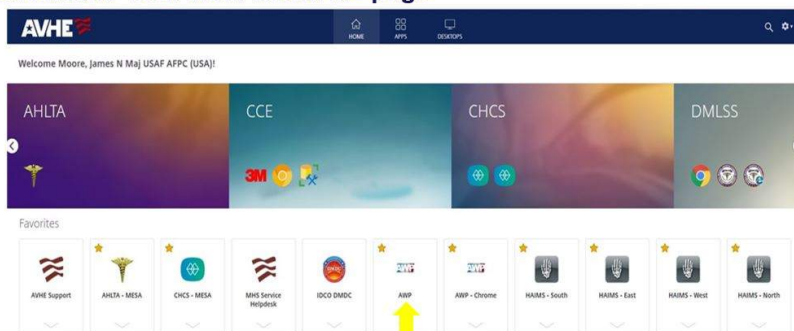 AVHE
HOME
APPS
DESKTOPS
Welcome Moore, James N Maj USAF AFPC (USA)!
AHLTA
CCE
CHCS
DMLSS
3M
Favorites
AVHE Support
AHLTA - MESA
CHCS - MESA
MHS Service
Helpdesk
IDCO DMDC
AWP
AWP - Chrome
HAIMS - South
HAIMS - East
HAIMS - West
HAIMS - North